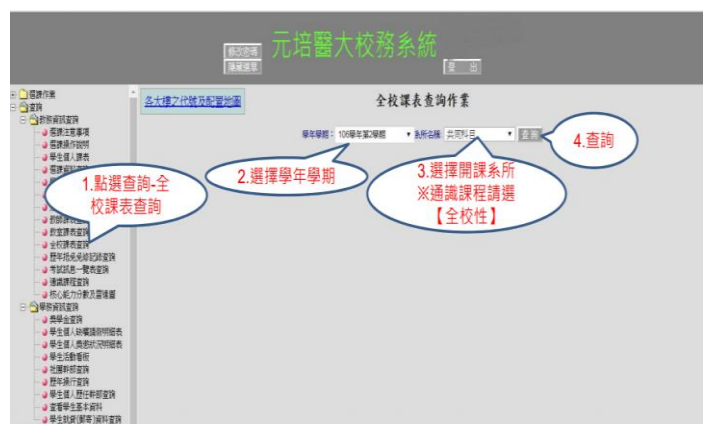 元培醫大校務系統
修改密碼
隱藏選單
登 出
選課作業
查詢
教務資訊查詢
選課注意事項
選課操作說明
學生個人課表
教室課表查詢
全校課表查詢
歷年抵免免修記錄查詢
考試訊息一覽表查詢
通識課程查詢
核心能力分數及雷達圖
學務資訊查詢
獎學金查詢
學生個人缺曠請假明細表
學生個人獎懲狀況明細表
學生活動看板
社團幹部查詢
歷年操行查詢
學生個人歷任幹部查詢
查看學生基本資料
學生就貸(郵寄)資料查詢
各大樓之代號及配置地圖
全校課表查詢作業
學年學期：106學年第2學期 系所名稱 共同科目 查詢
1.點選查詢-全
校課表查詢
2.選擇學年學期
3.選擇開課系所
※通識課程請選
【全校性】
4.查詢